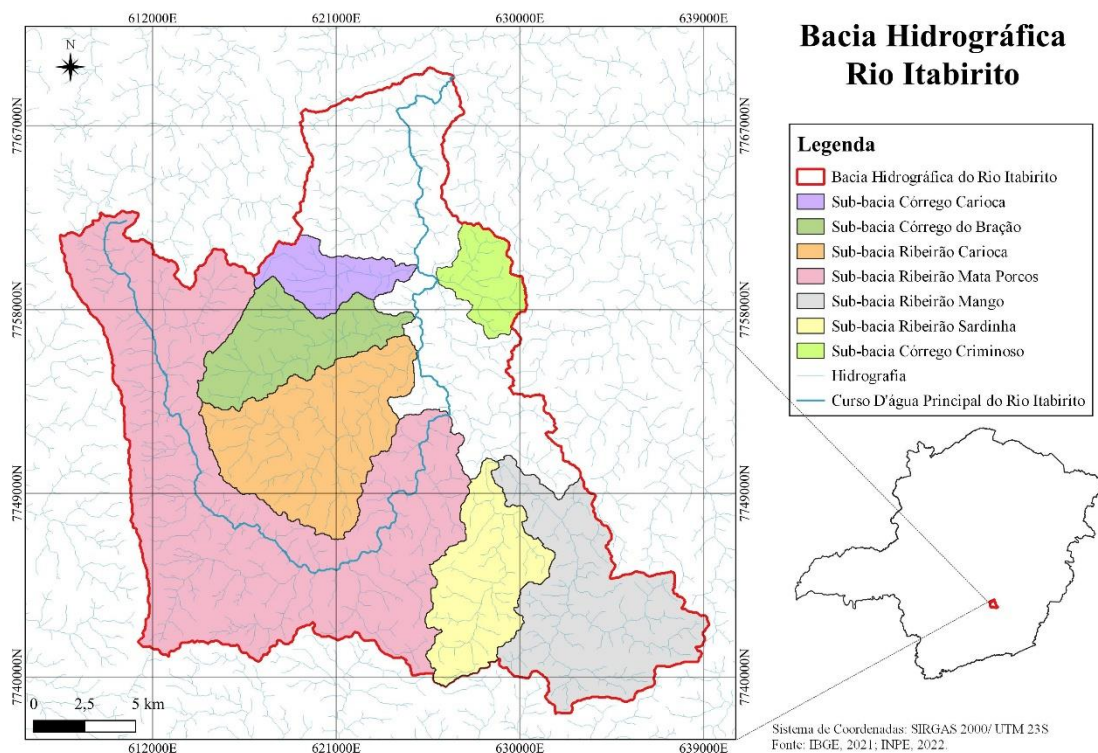 612000E
621000E
630000E
639000E
Bacia Hidrográfica
Rio Itabirito
N
7767000N
7767000N
Legenda
Bacia Hidrográfica do Rio Itabirito
Sub-bacia Córrego Carioca
Sub-bacia Córrego do Bração
Sub-bacia Ribeirão Carioca
Sub-bacia Ribeirão Mata Porcos
Sub-bacia Ribeirão Mango
Sub-bacia Ribeirão Sardinha
Sub-bacia Córrego Criminoso
Hidrografia
Curso D'água Principal do Rio Itabirito
7758000N
7758000N
7749000N
7749000N
7740000N
7740000N
0
2,5
5 km
612000E
621000E
630000E
639000E
Sistema de Coordenadas: SIRGAS 2000/ UTM 23S
Fonte: IBGE, 2021; INPE, 2022.